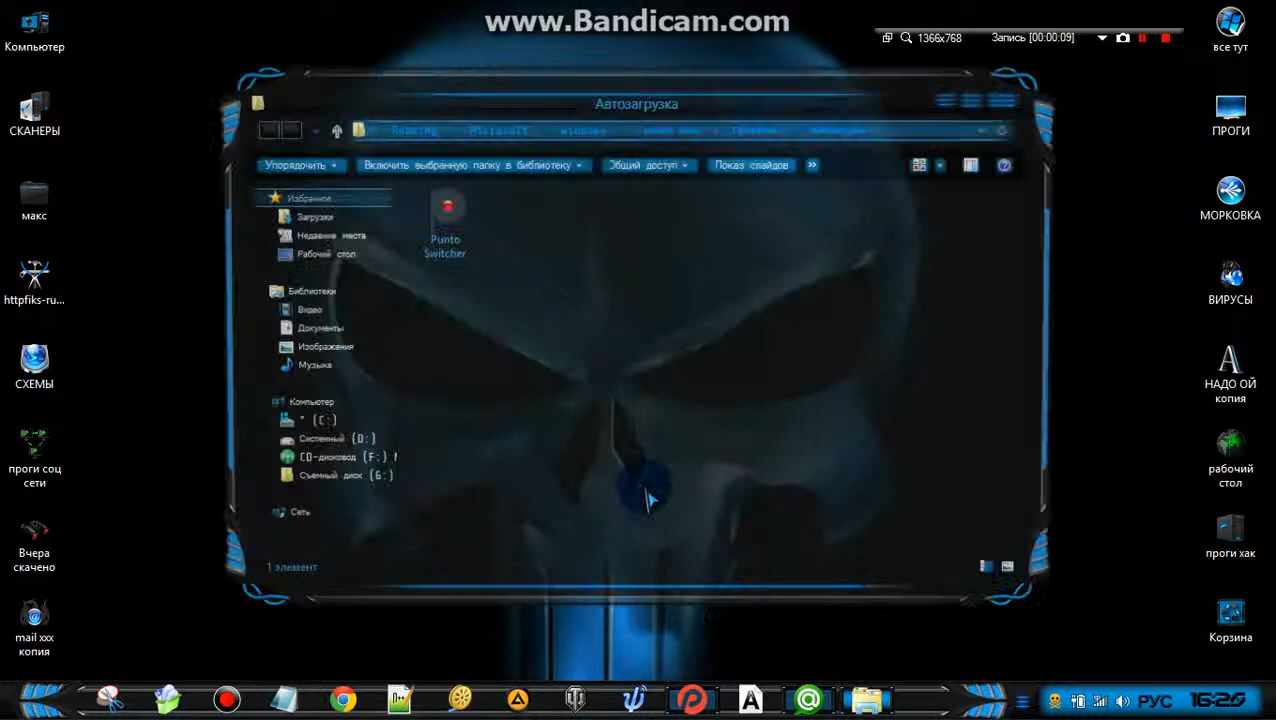 www.Bandicam.com
1366x768
Запись [00:00:09]
Компьютер
СКАНЕРЫ
макс
httpfiks-ru...
СХЕМЫ
проги соц
сети
Вчера
скачено
mail xxx
копия
Автозагрузка
Упорядочить
Включить выбранную папку в библиотеку
Общий доступ
Показ слайдов
»
Избранное
Загрузки
Недавние места
Рабочий стол
Библиотеки
Видео
Документы
Изображения
Музыка
Компьютер
" (C:)
Системный (D:)
CD-дисковод (F:)
Съемный диск (G:)
Сеть
Punto
Switcher
1 элемент
все тут
ПРОГИ
МОРКОВКА
ВИРУСЫ
НАДО ОЙ
копия
рабочий
стол
проги хак
Корзина
РУС
16:20